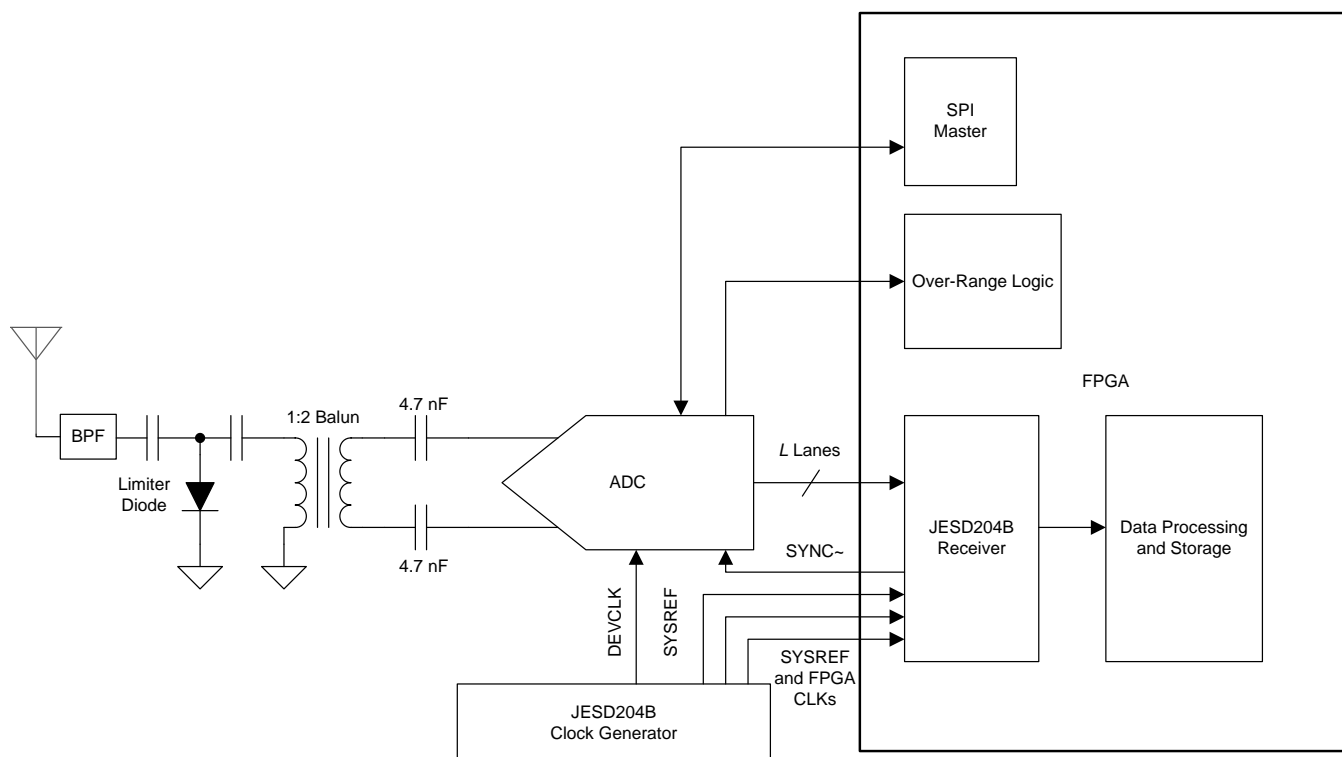 SPI
Master
Over-Range Logic
FPGA
BPF
Limiter
Diode
1:2 Balun
4.7 nF
4.7 nF
ADC
L Lanes
SYNC~
JESD204B
Receiver
Data Processing
and Storage
DEVCLK
SYSREF
SYSREF
and FPGA
CLKs
JESD204B
Clock Generator